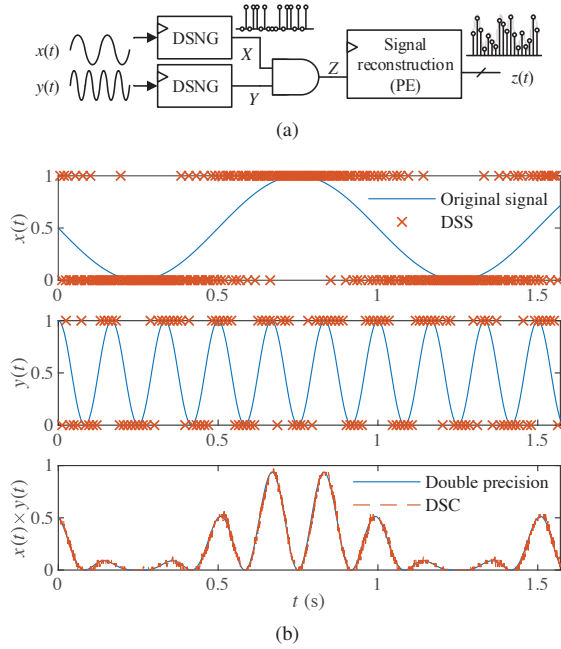 x(t)
DSNG
X
y(t)
DSNG
Y
Z
Signal
reconstruction
(PE)
z(t)
(a)
1
0.5
0
x(t)
Original signal
DSS
0
0.5
1
1.5
1
0.5
0
y(t)
0
0.5
1
1.5
1
0.5
0
x(t)×y(t)
Double precision
DSC
0
0.5
1
1.5
t (s)
(b)